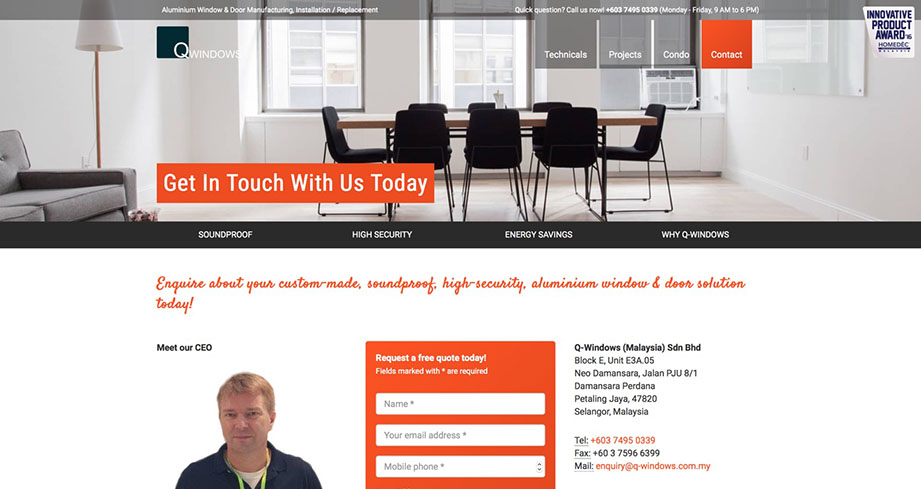 Aluminium Window & Door Manufacturing, Installation / Replacement
Quick question? Call us now! +603 7495 0339 (Monday - Friday, 9 AM to 6 PM)
INNOVATIVE
PRODUCT
AWARD '16
HOMEDEC
MALAYSIA
QWINDOWS
Technicals
Projects
Condo
Contact
Get In Touch With Us Today
SOUNDPROOF
HIGH SECURITY
ENERGY SAVINGS
WHY Q-WINDOWS
Enquire about your custom-made, soundproof, high-security, aluminium window & door solution
today!
Meet our CEO
Request a free quote today!
Fields marked with * are required
Name *
Your email address *
Mobile phone *
Q-Windows (Malaysia) Sdn Bhd
Block E, Unit E3A.05
Neo Damansara, Jalan PJU 8/1
Damansara Perdana
Petaling Jaya, 47820
Selangor, Malaysia
Tel: +603 7495 0339
Fax: +60 3 7596 6399
Mail: enquiry@q-windows.com.my